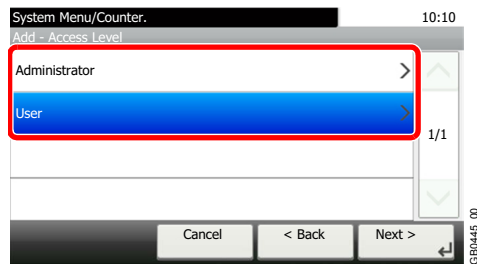 System Menu/Counter.
10:10
Add - Access Level
Administrator
User
1/1
Cancel
< Back
Next >
GB0445_00